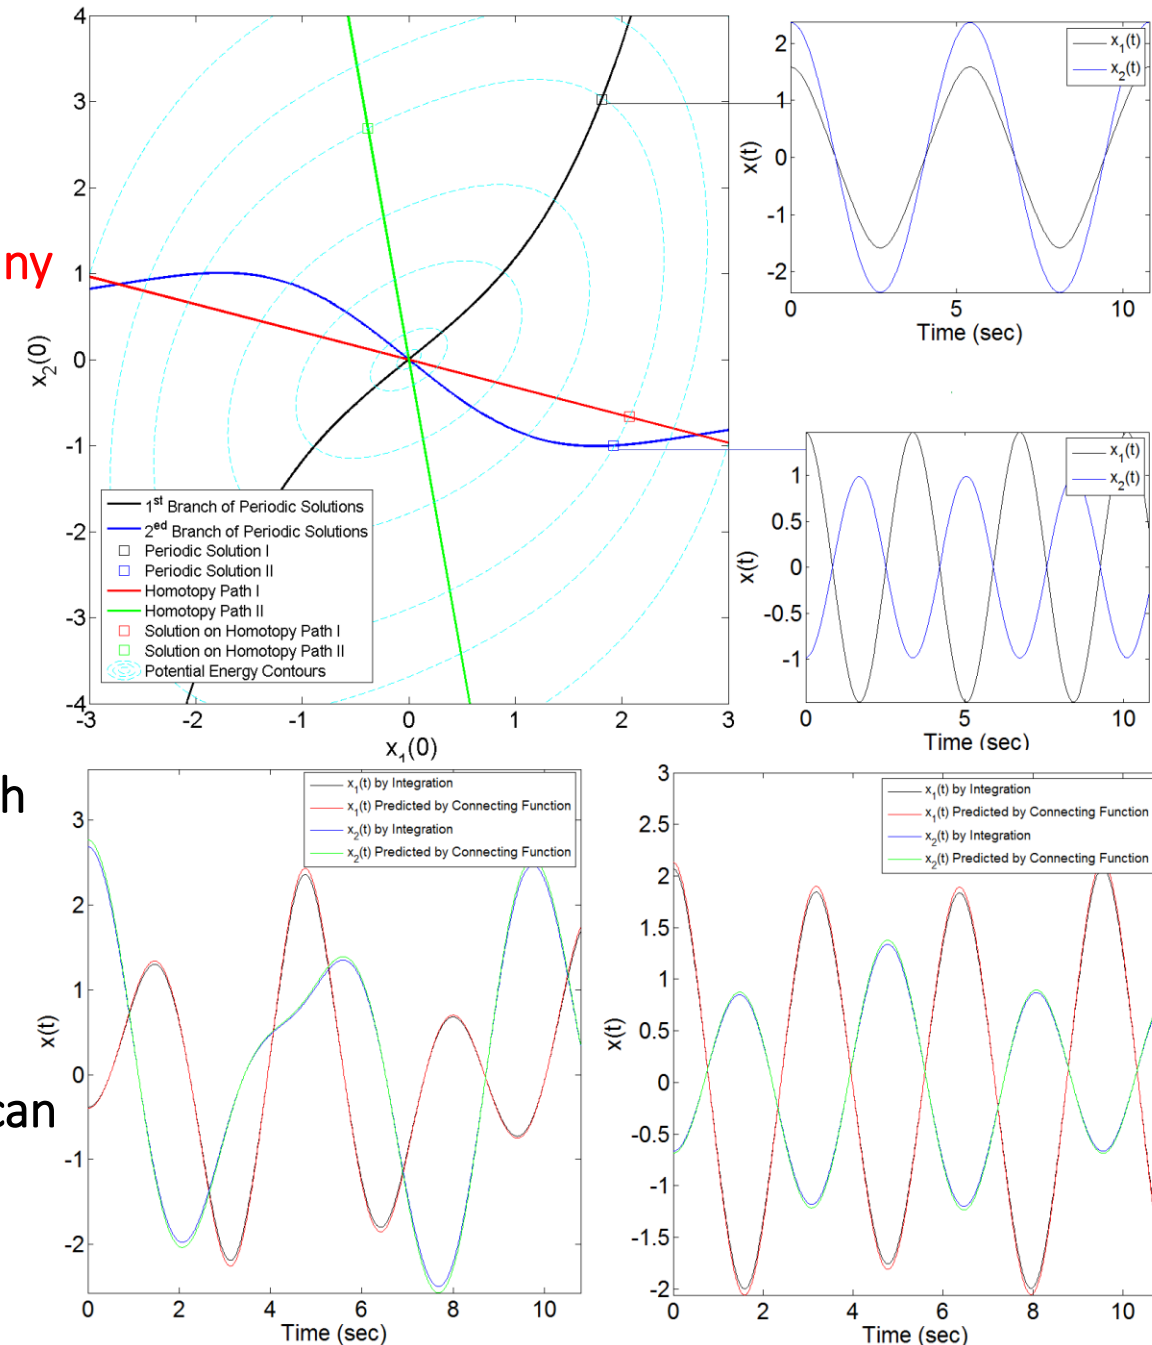 4
3
2
1
0
-1
-2
-3
-4
x2(0)
-3
-2
-1
0
1
2
3
x1(0)
1st Branch of Periodic Solutions
2ed Branch of Periodic Solutions
Periodic Solution I
Periodic Solution II
Homotopy Path I
Homotopy Path II
Solution on Homotopy Path I
Solution on Homotopy Path II
Potential Energy Contours
ny
2
1
0
-1
-2
x(t)
0
5
10
Time (sec)
x1(t)
x2(t)
1
0.5
0
-0.5
-1
x(t)
0
5
10
Time (sec)
x1(t)
x2(t)
h
can
3
2
1
0
-1
-2
x(t)
0
2
4
6
8
10
Time (sec)
x1(t) by Integration
x1(t) Predicted by Connecting Function
x2(t) by Integration
x2(t) Predicted by Connecting Function
3
2.5
2
1.5
1
0.5
0
-0.5
-1
-1.5
-2
x(t)
0
2
4
6
8
10
Time (sec)
x1(t) by Integration
x1(t) Predicted by Connecting Function
x2(t) by Integration
x2(t) Predicted by Connecting Function